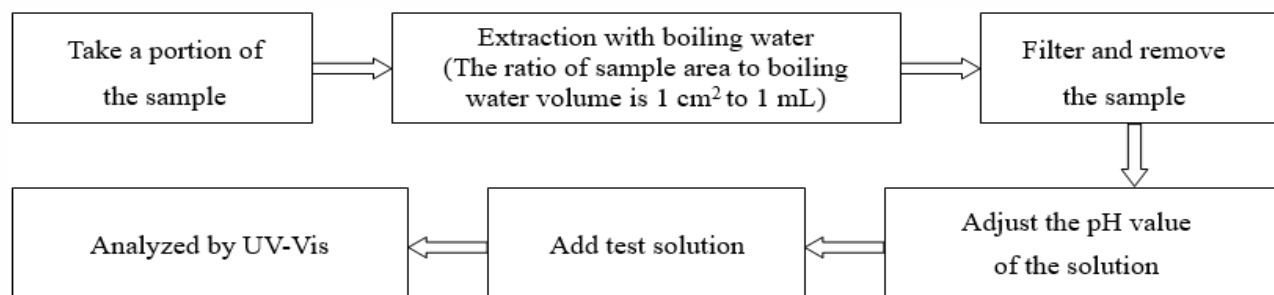 Take a portion of
the sample
Extraction with boiling water
(The ratio of sample area to boiling
water volume is 1 cm² to 1 mL)
Filter and remove
the sample
Adjust the pH value
of the solution
Add test solution
Analyzed by UV-Vis